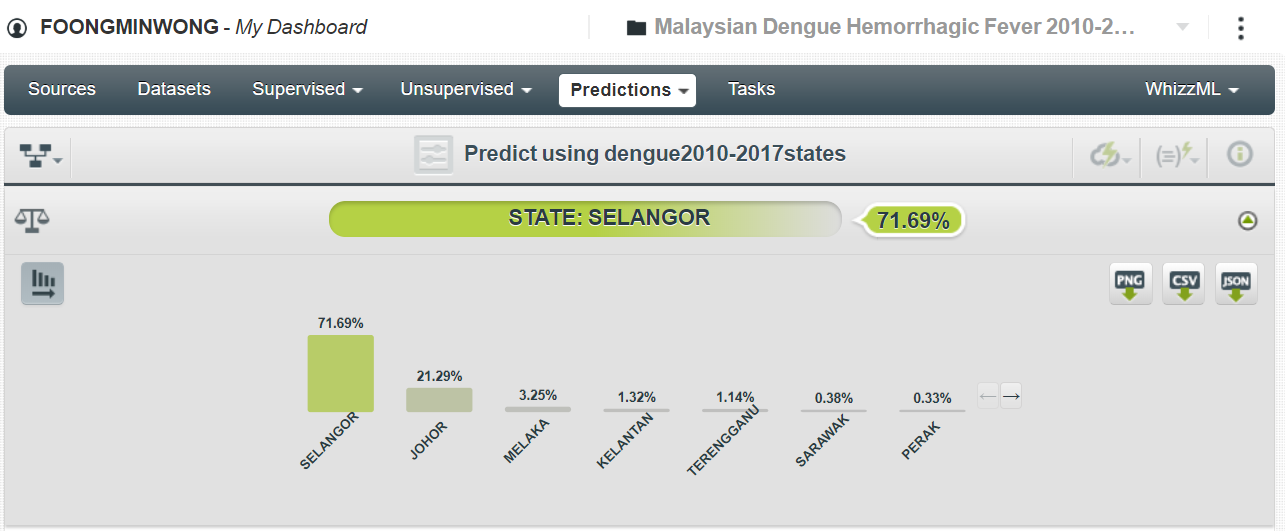 FOONGMINWONG - My Dashboard
Malaysian Dengue Hemorrhagic Fever 2010-2...
Sources Datasets Supervised Unsupervised Predictions Tasks WhizzML
Predict using dengue2010-2017states
(=)
STATE: SELANGOR 71.69%
PNG CSV JSON
71.69%
21.29%
3.25%
1.32%
1.14%
0.38%
0.33%
SELANGOR
JOHOR
MELAKA
KELANTAN
TERENGGANU
SARAWAK
PERAK